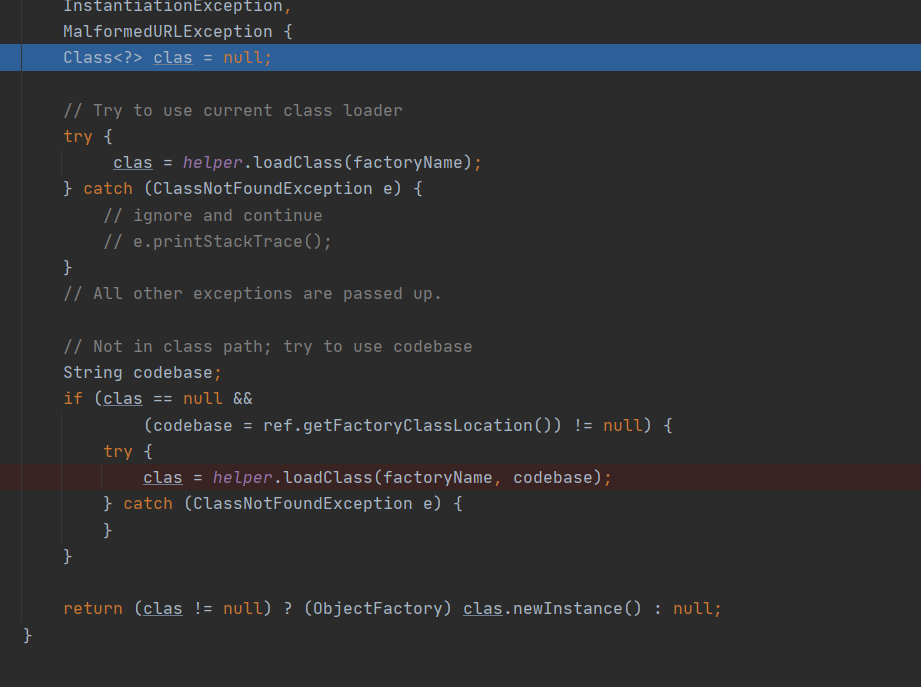 InstantiationException,
MalformedURLException {
Class<?> clas = null;
// Try to use current class loader
try {
clas = helper.loadClass(factoryName);
} catch (ClassNotFoundException e) {
// ignore and continue
// e.printStackTrace();
}
// All other exceptions are passed up.
// Not in class path; try to use codebase
String codebase;
if (clas == null &&
(codebase = ref.getFactoryClassLocation()) != null) {
try {
clas = helper.loadClass(factoryName, codebase);
} catch (ClassNotFoundException e) {
}
}
return (clas != null) ? (ObjectFactory) clas.newInstance() : null;
}